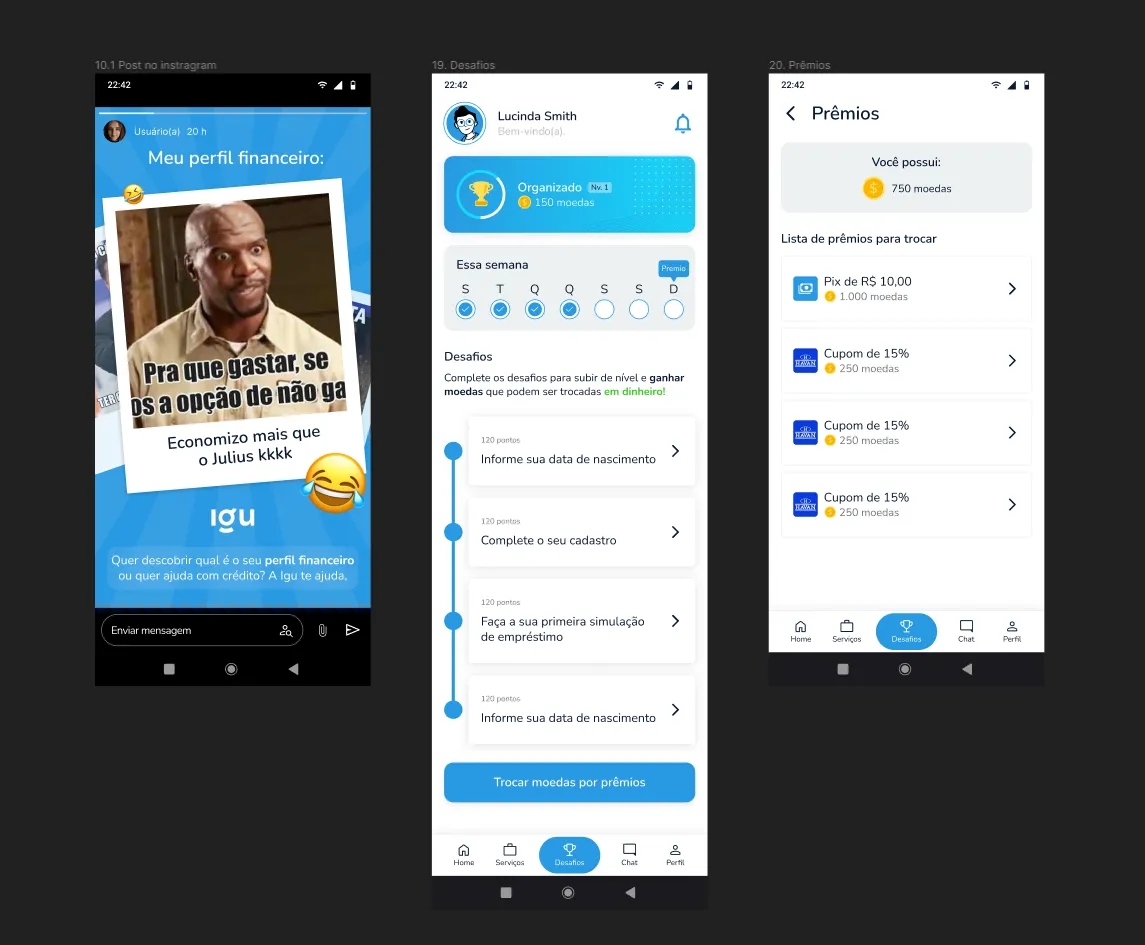 10.1 Post no instragram
22:42
Usuário(a) 20 h
Meu perfil financeiro:
Pra que gastar, se
os a opção de não ga
Economizo mais que
o Julius kkkk
igu
Quer descobrir qual é o seu perfil financeiro
ou quer ajuda com crédito? A Igu te ajuda,
Enviar mensagem
19. Desafios
22:42
Lucinda Smith
Bem-vindo(a).
Organizado Nv. 1
150 moedas
Essa semana
Premio
S T Q Q S S D
Desafios
Complete os desafios para subir de nível e ganhar
moedas que podem ser trocadas em dinheiro!
120 pontos
Informe sua data de nascimento
120 pontos
Complete o seu cadastro
120 pontos
Faça a sua primeira simulação
de empréstimo
120 pontos
Informe sua data de nascimento
Trocar moedas por prêmios
Home Serviços Desafios Chat Perfil
20. Prêmios
22:42
Prêmios
Você possui:
750 moedas
Lista de prêmios para trocar
Pix de R$ 10,00
1.000 moedas
HAVAN
Cupom de 15%
250 moedas
HAVAN
Cupom de 15%
250 moedas
HAVAN
Cupom de 15%
250 moedas
Home Serviços Desafios Chat Perfil